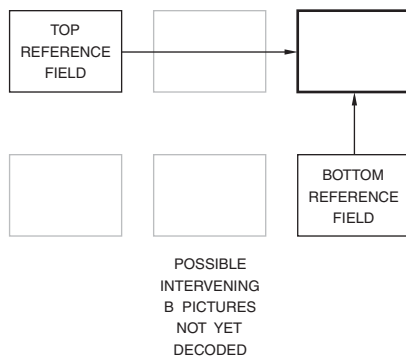 TOP
REFERENCE
FIELD
BOTTOM
REFERENCE
FIELD
POSSIBLE
INTERVENING
B PICTURES
NOT YET
DECODED